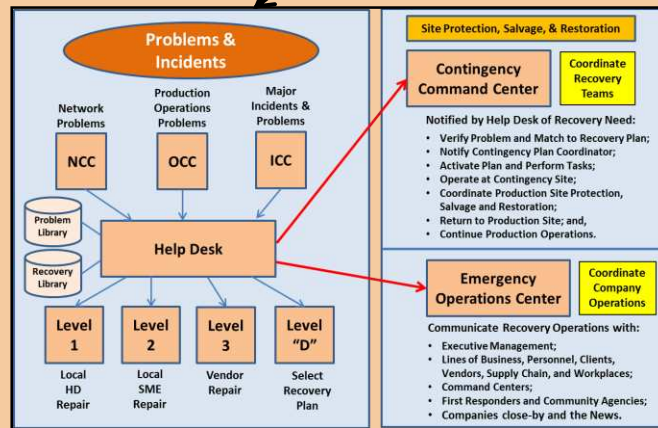 Problems &
Incidents
Network
Problems
Production
Operations
Problems
Major
Incidents &
Problems
NCC
OCC
ICC
Problem
Library
Recovery
Library
Help Desk
Level
1
Level
2
Level
3
Level
“D”
Local
HD
Repair
Local
SME
Repair
Vendor
Repair
Select
Recovery
Plan
Site Protection, Salvage, & Restoration
Contingency
Command Center
Coordinate
Recovery
Teams
Notified by Help Desk of Recovery Need:
• Verify Problem and Match to Recovery Plan;
• Notify Contingency Plan Coordinator;
• Activate Plan and Perform Tasks;
• Operate at Contingency Site;
• Coordinate Production Site Protection,
Salvage and Restoration;
• Return to Production Site; and,
• Continue Production Operations.
Emergency
Operations Center
Coordinate
Company
Operations
Communicate Recovery Operations with:
• Executive Management;
• Lines of Business, Personnel, Clients,
Vendors, Supply Chain, and Workplaces;
• Command Centers;
• First Responders and Community Agencies;
• Companies close-by and the News.